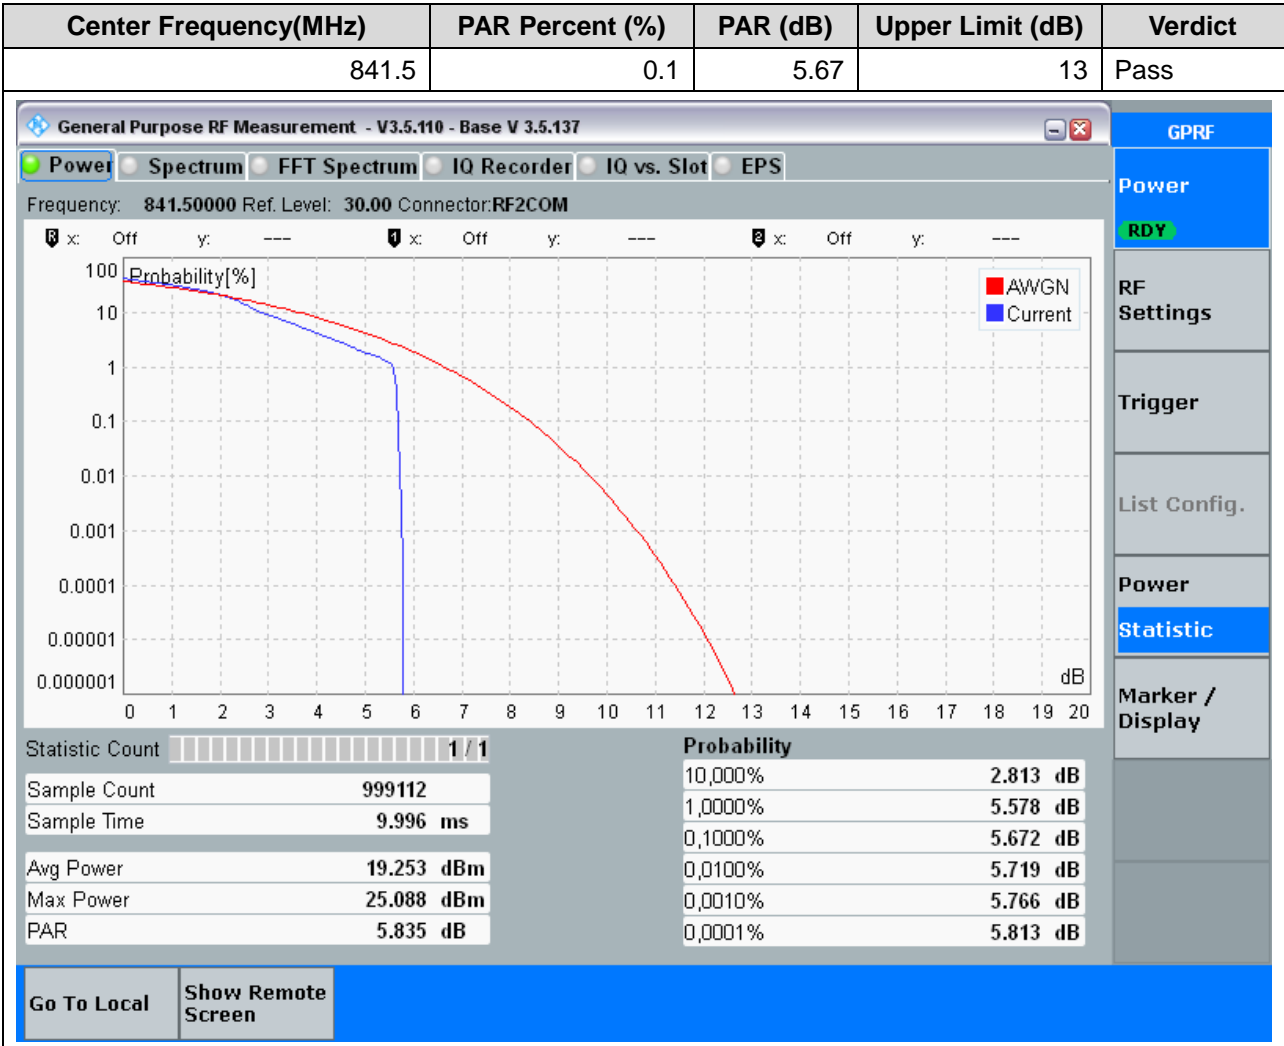 Center Frequency(MHz) PAR Percent (%) PAR (dB) Upper Limit (dB) Verdict
841.5 0.1 5.67 13 Pass
General Purpose RF Measurement - V3.5.110 - Base V 3.5.137
GPRF
Power Spectrum FFT Spectrum IQ Recorder IQ vs. Slot EPS
Frequency: 841.50000 Ref. Level: 30.00 Connector:RF2COM
R x: Off y: --- 1 x: Off y: --- 2 x: Off y: ---
Probability[%]
AWGN
Current
100
10
1
0.1
0.01
0.001
0.0001
0.00001
0.000001
dB
0 1 2 3 4 5 6 7 8 9 10 11 12 13 14 15 16 17 18 19 20
Power
RDY
RF
Settings
Trigger
List Config.
Power
Statistic
Marker /
Display
Statistic Count 1 / 1
Sample Count 999112
Sample Time 9.996 ms
Avg Power 19.253 dBm
Max Power 25.088 dBm
PAR 5.835 dB
Probability
10,000% 2.813 dB
1,0000% 5.578 dB
0,1000% 5.672 dB
0,0100% 5.719 dB
0,0010% 5.766 dB
0,0001% 5.813 dB
Go To Local
Show Remote
Screen